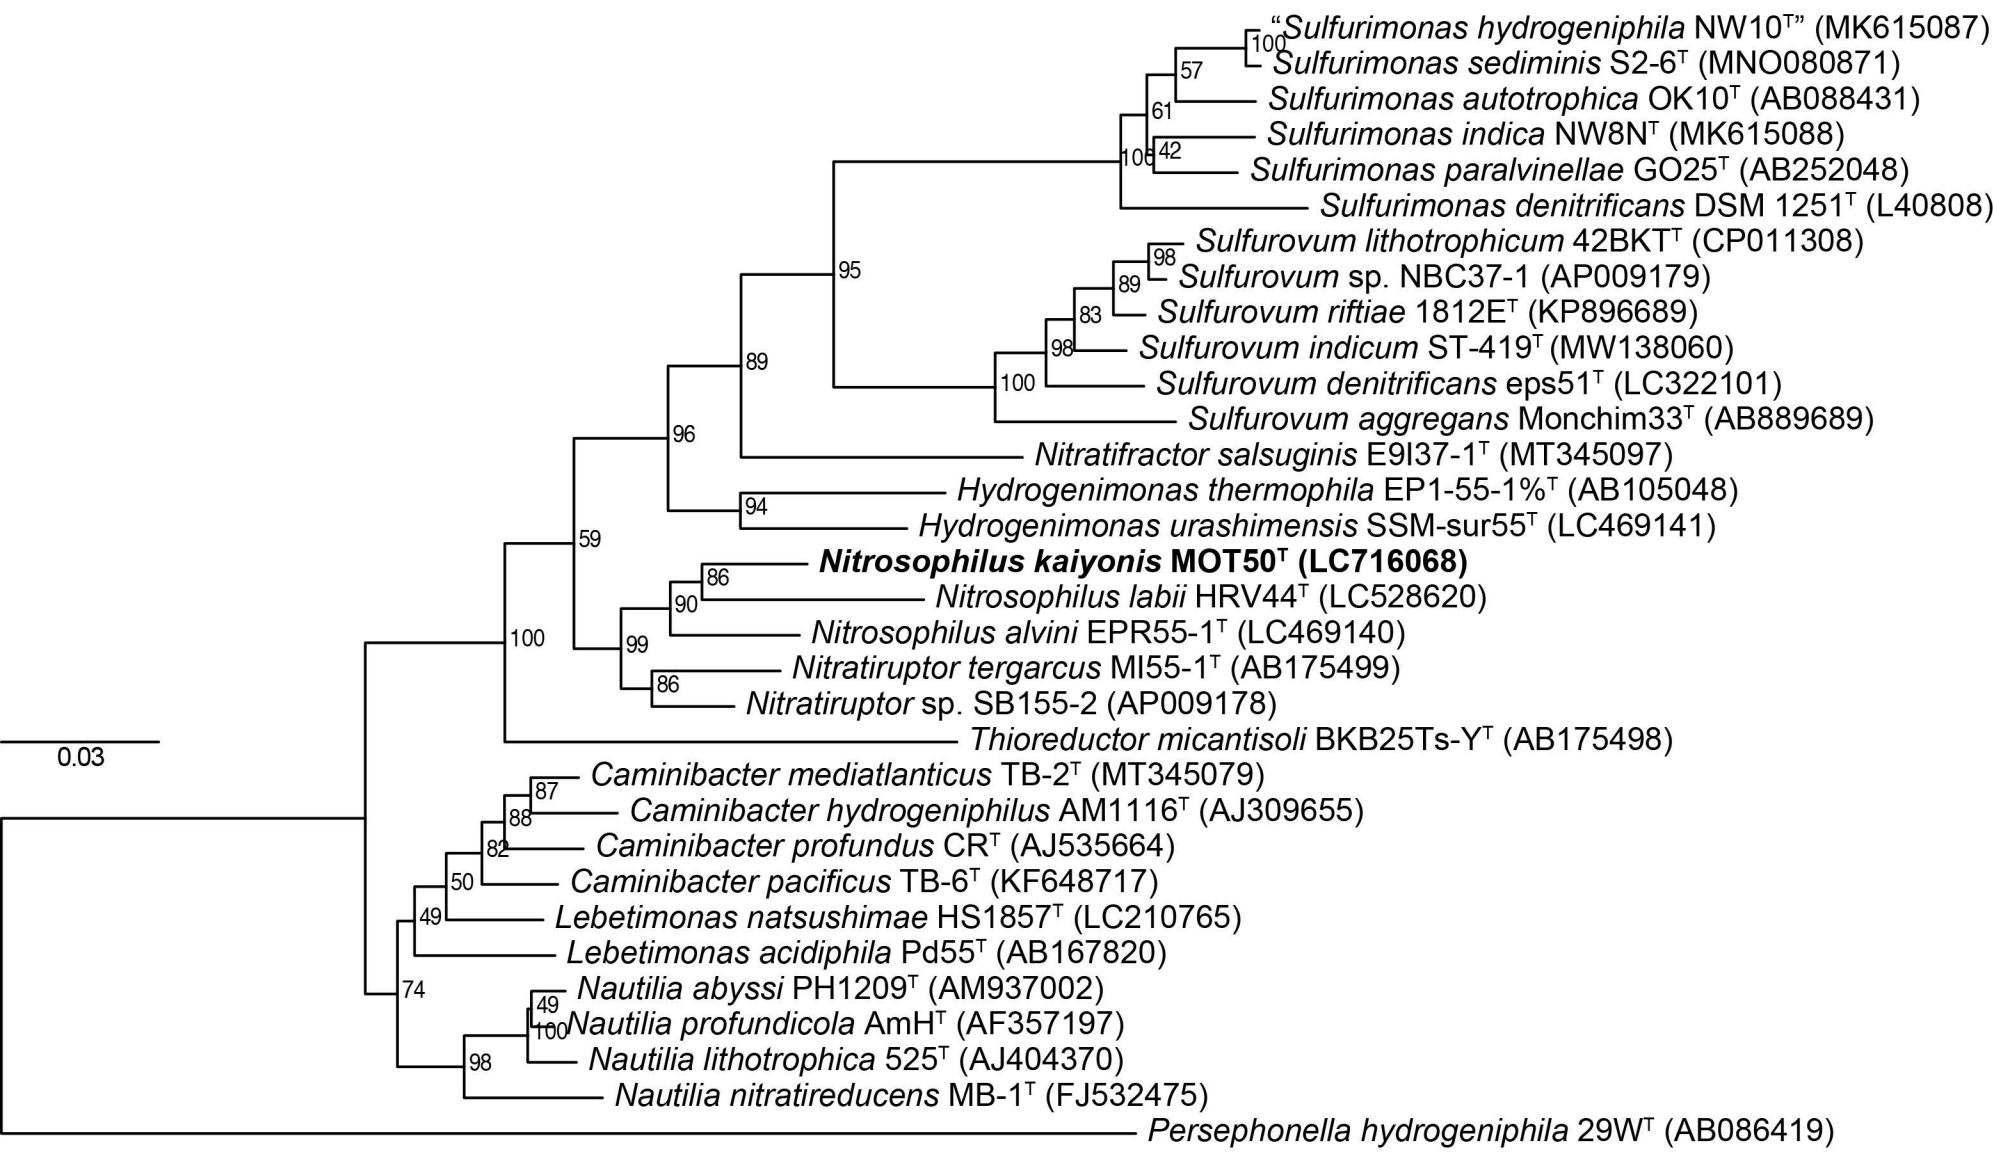 “Sulfurimonas hydrogeniphila NW10ᵀ” (MK615087)
100
Sulfurimonas sediminis S2-6ᵀ (MNO080871)
57
Sulfurimonas autotrophica OK10ᵀ (AB088431)
61
Sulfurimonas indica NW8Nᵀ (MK615088)
100
42
Sulfurimonas paralvinellae GO25ᵀ (AB252048)
Sulfurimonas denitrificans DSM 1251ᵀ (L40808)
Sulfurovum lithotrophicum 42BKTᵀ (CP011308)
98
95
Sulfurovum sp. NBC37-1 (AP009179)
89
Sulfurovum riftiae 1812Eᵀ (KP896689)
83
Sulfurovum indicum ST-419ᵀ (MW138060)
98
89
Sulfurovum denitrificans eps51ᵀ (LC322101)
100
Sulfurovum aggregans Monchim33ᵀ (AB889689)
96
Nitratifractor salsuginis E9I37-1ᵀ (MT345097)
Hydrogenimonas thermophila EP1-55-1%ᵀ (AB105048)
94
Hydrogenimonas urashimensis SSM-sur55ᵀ (LC469141)
59
Nitrosophilus kaiyonis MOT50ᵀ (LC716068)
86
Nitrosophilus labii HRV44ᵀ (LC528620)
90
Nitrosophilus alvini EPR55-1ᵀ (LC469140)
100
99
Nitratiruptor tergarcus MI55-1ᵀ (AB175499)
86
Nitratiruptor sp. SB155-2 (AP009178)
Thioreductor micantisoli BKB25Ts-Yᵀ (AB175498)
0.03
Caminibacter mediatlanticus TB-2ᵀ (MT345079)
87
Caminibacter hydrogeniphilus AM1116ᵀ (AJ309655)
88
Caminibacter profundus CRᵀ (AJ535664)
82
Caminibacter pacificus TB-6ᵀ (KF648717)
50
Lebetimonas natsushimae HS1857ᵀ (LC210765)
49
Lebetimonas acidiphila Pd55ᵀ (AB167820)
74
Nautilia abyssi PH1209ᵀ (AM937002)
49
Nautilia profundicola AmHᵀ (AF357197)
100
Nautilia lithotrophica 525ᵀ (AJ404370)
98
Nautilia nitratireducens MB-1ᵀ (FJ532475)
Persephonella hydrogeniphila 29Wᵀ (AB086419)